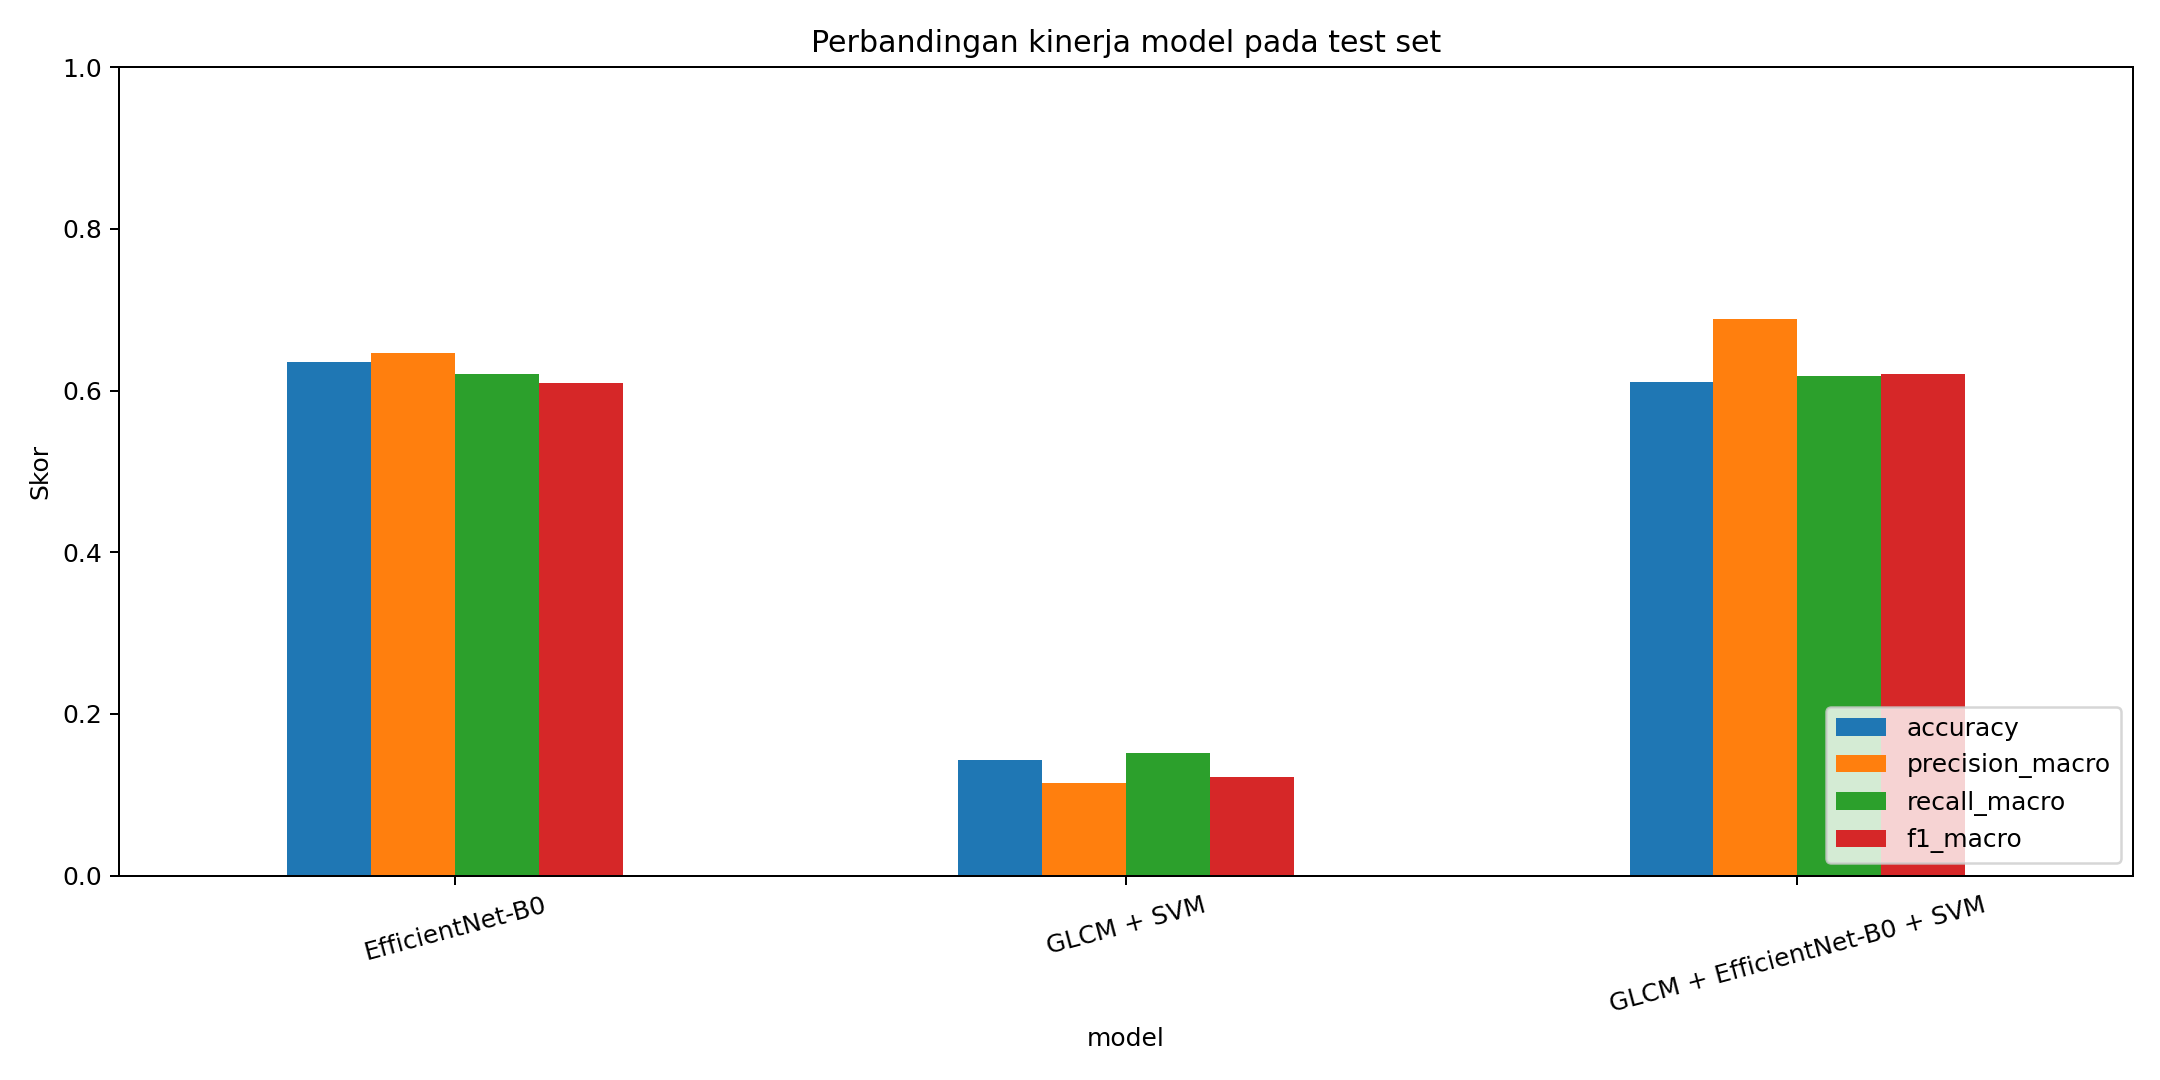 Perbandingan kinerja model pada test set
1.0
0.8
0.6
0.4
0.2
0.0
Skor
accuracy
precision_macro
recall_macro
f1_macro
EfficientNet-B0
GLCM + SVM
GLCM + EfficientNet-B0 + SVM
model